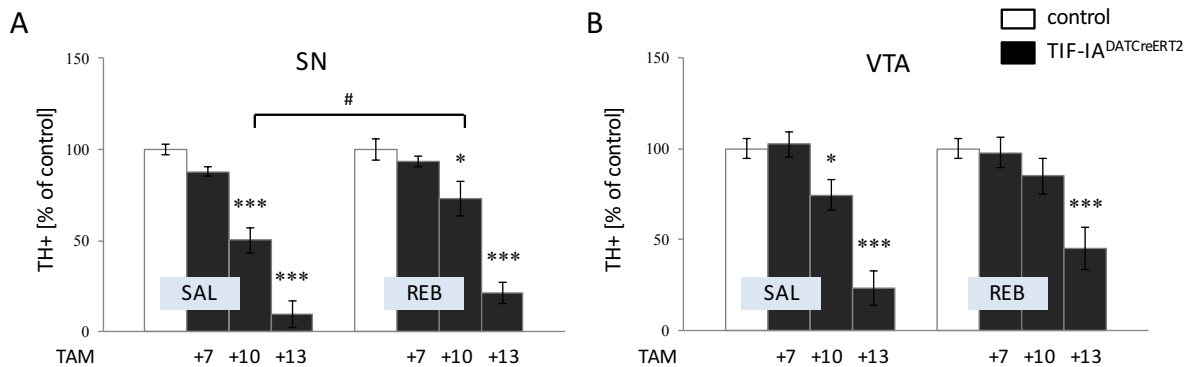 A
SN
TH+ [% of control]
150
100
50
0
#
***
***
*
***
SAL
REB
TAM
+7 +10 +13
+7 +10 +13
B
VTA
control
TIF-IA^DATCreERT2
TH+ [% of control]
150
100
50
0
*
***
***
SAL
REB
TAM
+7 +10 +13
+7 +10 +13